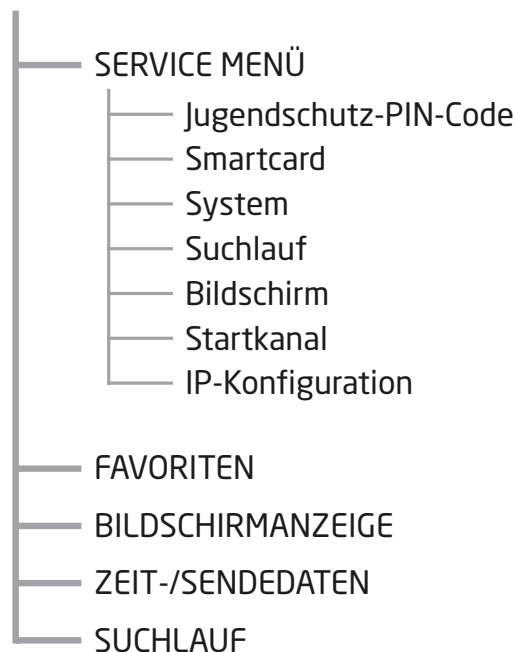 SERVICE MENÜ
Jugendschutz-PIN-Code
Smartcard
System
Suchlauf
Bildschirm
Startkanal
IP-Konfiguration
FAVORITEN
BILDSCHIRMANZEIGE
ZEIT-/SENDEDATEN
SUCHLAUF